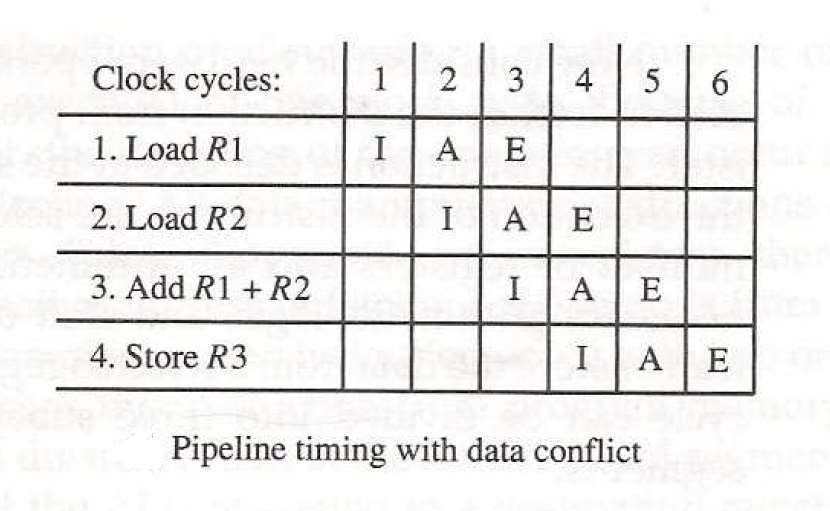 Clock cycles: 1 2 3 4 5 6
1. Load R1 I A E
2. Load R2 I A E
3. Add R1 + R2 I A E
4. Store R3 I A E
Pipeline timing with data conflict